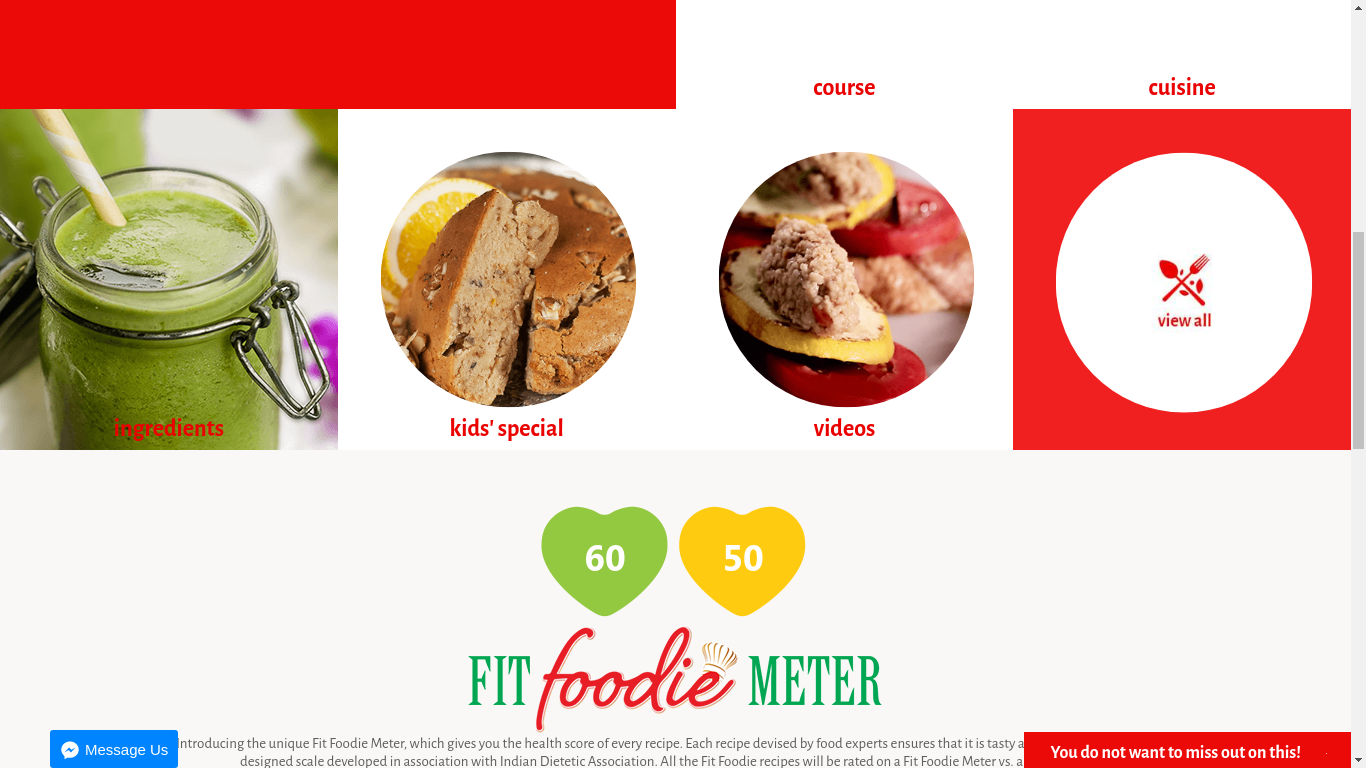 course
cuisine
ingredients
kids' special
videos
view all
60
50
FIT foodie METER
Message Us
introducing the unique Fit Foodie Meter, which gives you the health score of every recipe. Each recipe devised by food experts ensures that it is tasty a
You do not want to miss out on this!
designed scale developed in association with Indian Dietetic Association. All the Fit Foodie recipes will be rated on a Fit Foodie Meter vs. a